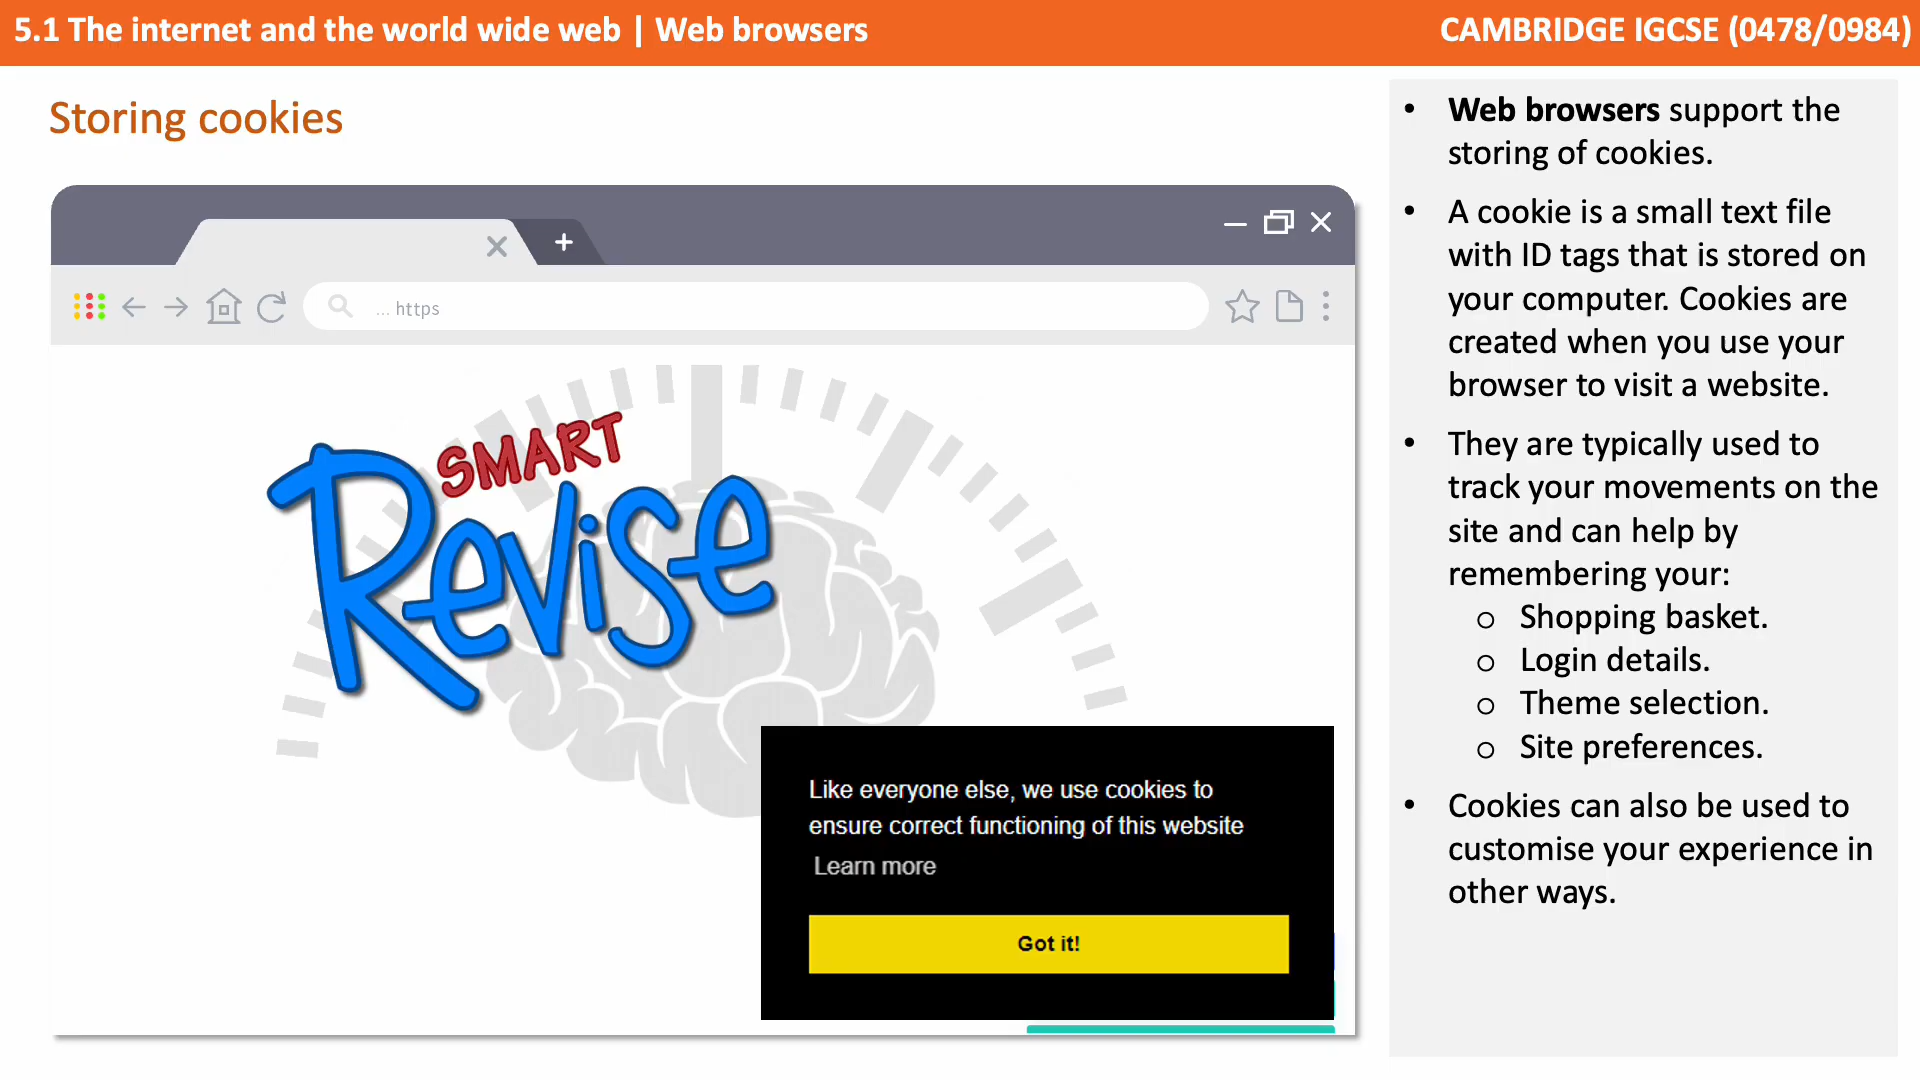 5.1 The internet and the world wide web | Web browsers
CAMBRIDGE IGCSE (0478/0984)
Storing cookies
... https
SMART
Revise
Like everyone else, we use cookies to
ensure correct functioning of this website
Learn more
Got it!
• Web browsers support the
storing of cookies.
• A cookie is a small text file
with ID tags that is stored on
your computer. Cookies are
created when you use your
browser to visit a website.
• They are typically used to
track your movements on the
site and can help by
remembering your:
o Shopping basket.
o Login details.
o Theme selection.
o Site preferences.
• Cookies can also be used to
customise your experience in
other ways.